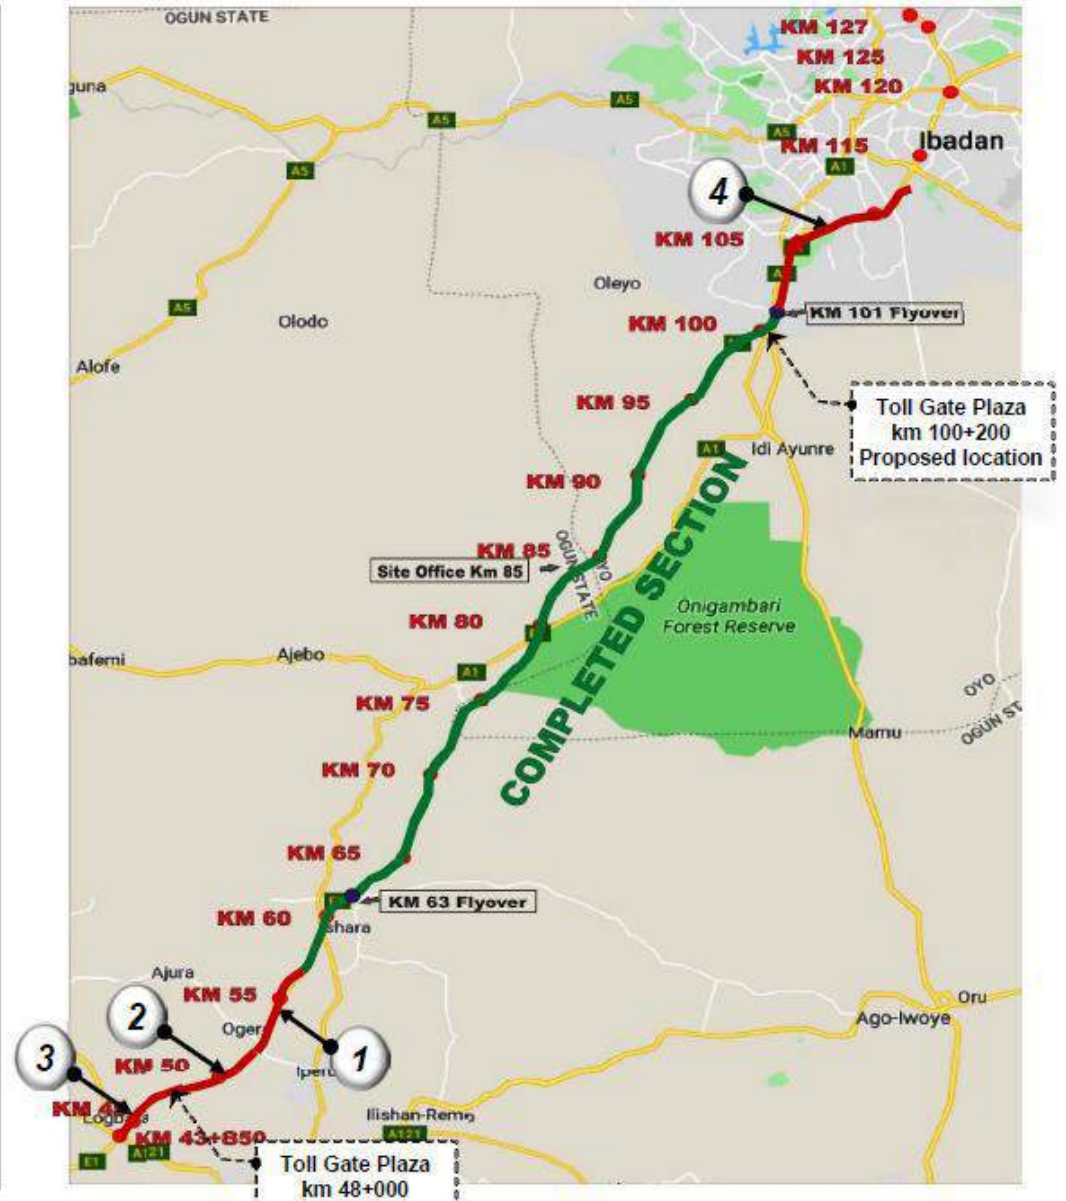 OGUN STATE
KM 127
KM 125
KM 120
guna
A5
A5
A5
KM 115
Ibadan
A1
A5
4
KM 105
Oleyo
A5
Olodo
KM 101 Flyover
KM 100
Alofe
KM 95
Toll Gate Plaza
km 100+200
Proposed location
A1
Idi Ayunre
KM 90
COMPLETED SECTION
KM 85
OGUN STATE
OYO
Site Office Km 85
Onigambari
Forest Reserve
KM 80
bafemi
Ajebo
A1
KM 75
OYO
OGUN ST
Mamu
KM 70
KM 65
KM 63 Flyover
KM 60
shara
Ajura
KM 55
Oru
Ago-Iwoye
2
Oger
3
1
KM 50
Iperu
KM 4
Ilishan-Remo
KM 43+850
A121
E1
A121
Toll Gate Plaza
km 48+000